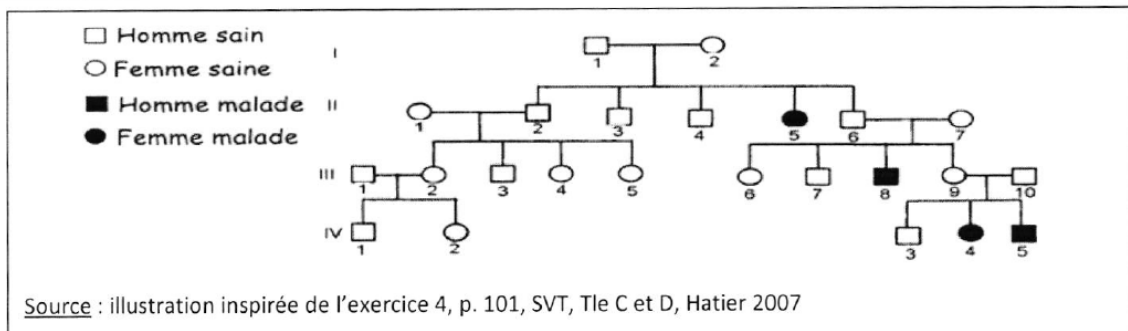 Homme sain
Femme saine
Homme malade
Femme malade
I
1 2
II
1 2 3 4 5 6 7
III
1 2 3 4 5 6 7 8 9 10
IV
1 2 3 4 5
Source : illustration inspirée de l'exercice 4, p. 101, SVT, Tle C et D, Hatier 2007